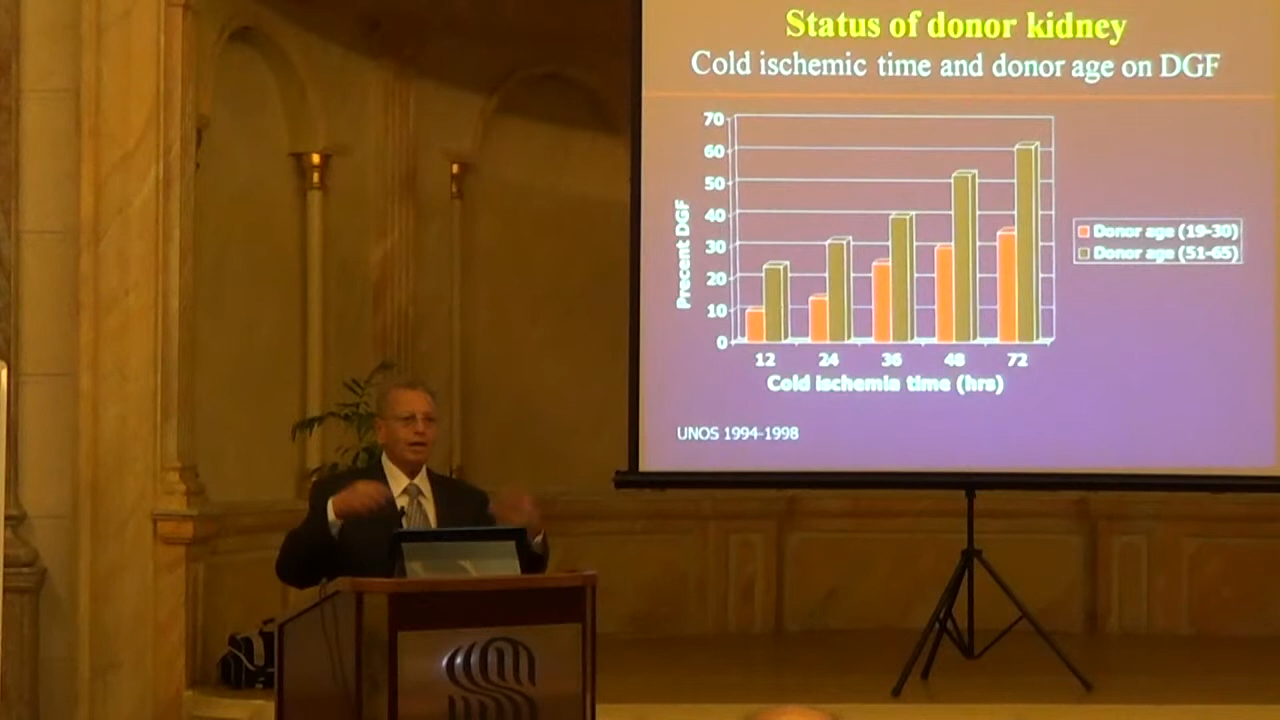 Status of donor kidney
Cold ischemic time and donor age on DGF
70
60
50
40
30
20
10
0
Precent DGF
12 24 36 48 72
Cold ischemia time (hrs)
Donor age (19-30)
Donor age (51-65)
UNOS 1994-1998